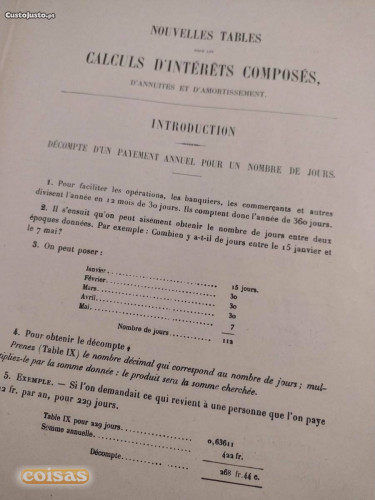 CustoJusto.pt
NOUVELLES TABLES
POUR LES
CALCULS D'INTÉRÊTS COMPOSÉS,
D'ANNUITÉS ET D'AMORTISSEMENT.
INTRODUCTION
DÉCOMPTE D'UN PAYEMENT ANNUEL POUR UN NOMBRE DE JOURS.
1. Pour faciliter les opérations, les banquiers, les commerçants et autres
divisent l'année en 12 mois de 30 jours. Ils comptent donc l'année de 360 jours.
2. Il s'ensuit qu'on peut aisément obtenir le nombre de jours entre deux
époques données. Par exemple : Combien y a-t-il de jours entre le 15 janvier et
le 7 mai?
3. On peut poser :
Janvier 15 jours.
Février 30
Mars 30
Avril 30
Mai 7
Nombre de jours 112
4. Pour obtenir le décompte :
Prenez (Table IX) le nombre décimal qui correspond au nombre de jours; mul-
tipliez-le par la somme donnée : le produit sera la somme cherchée.
5. EXEMPLE. — Si l'on demandait ce qui revient à une personne que l'on paye
22 fr. par an, pour 229 jours.
Table IX pour 229 jours 0,63611
Somme annuelle 422 fr.
Décompte 268 fr. 44 c.
coisas